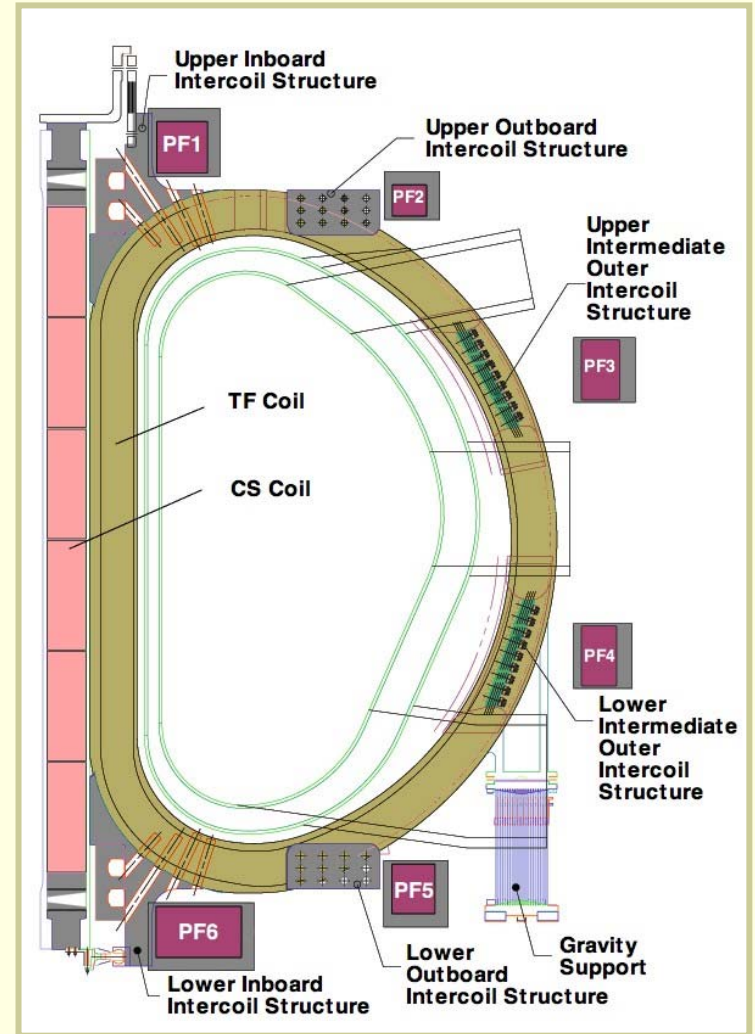 Upper Inboard
Intercoil Structure
PF1
Upper Outboard
Intercoil Structure
PF2
Upper
Intermediate
Outer
Intercoil
Structure
PF3
TF Coil
CS Coil
PF4
Lower
Intermediate
Outer
Intercoil
Structure
PF5
PF6
Gravity
Support
Lower
Outboard
Intercoil Structure
Lower Inboard
Intercoil Structure